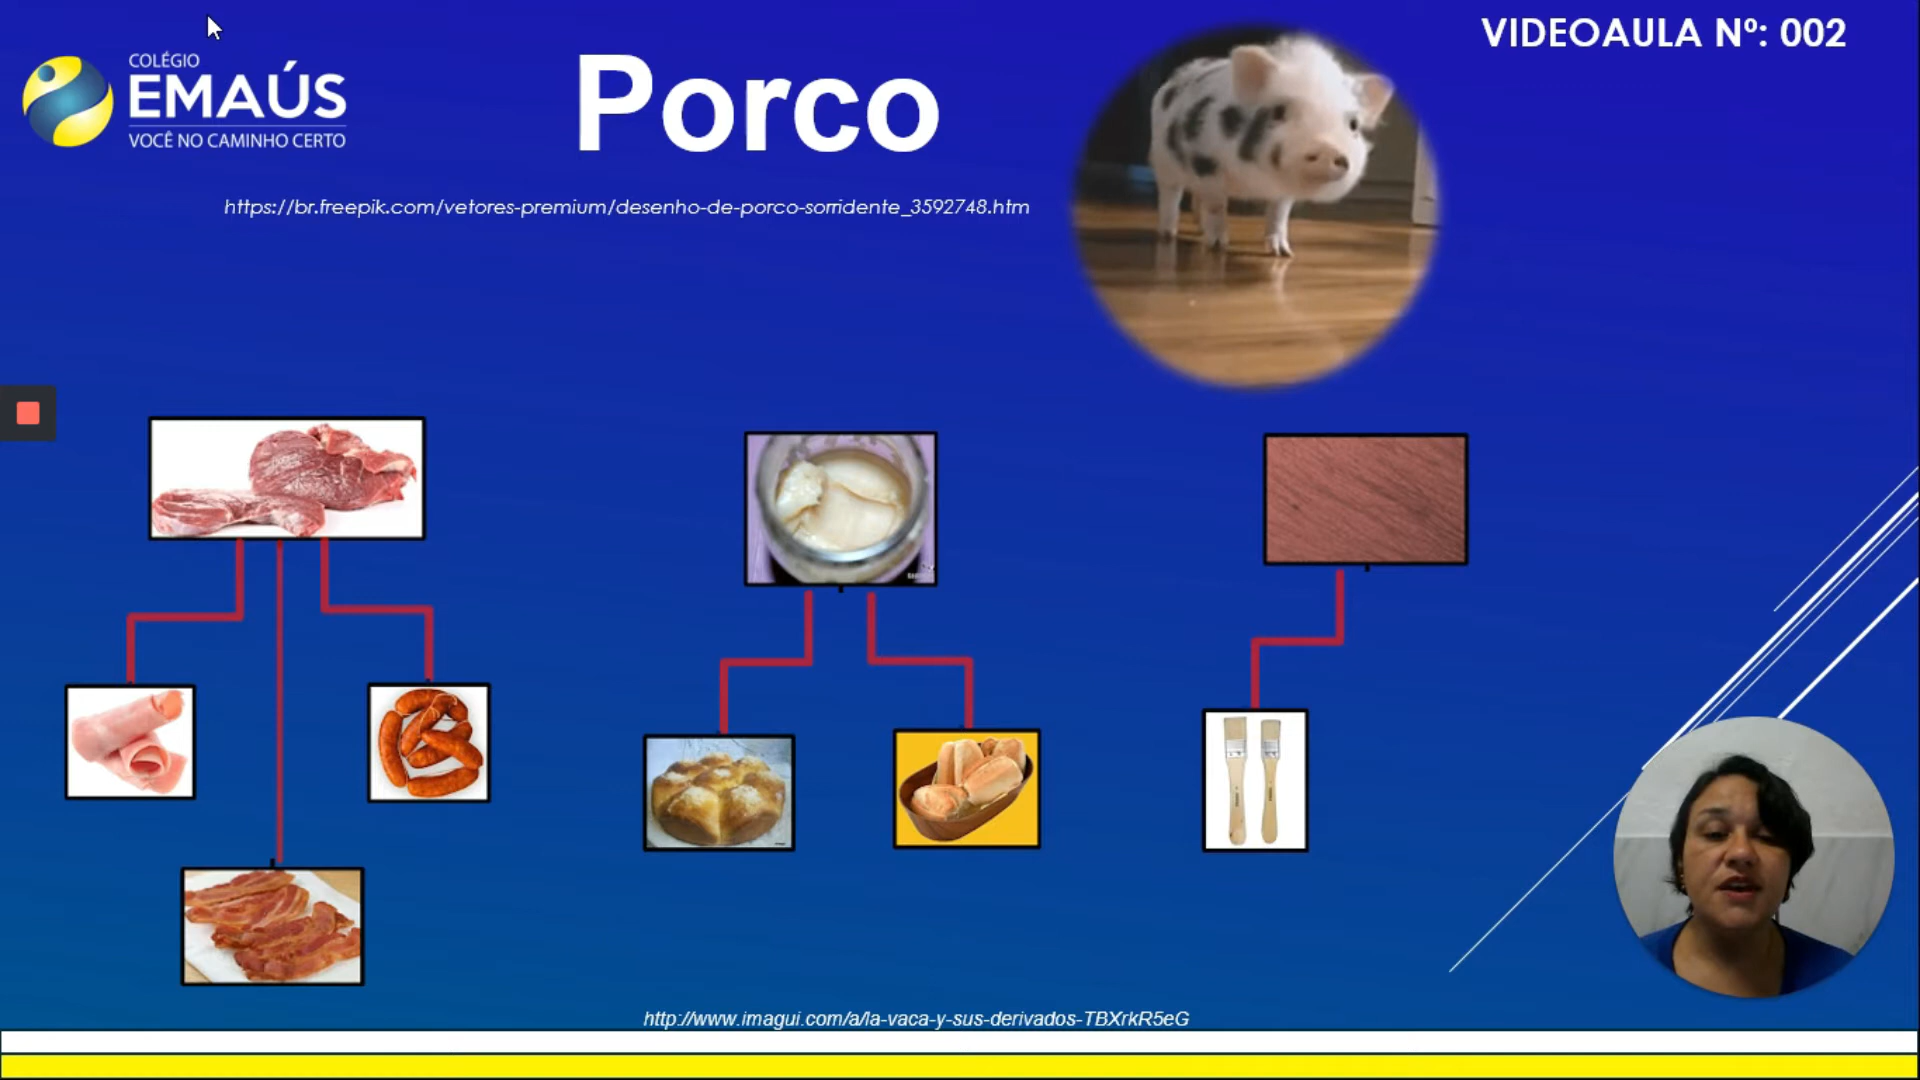 VIDEOAULA Nº: 002
COLÉGIO
EMAÚS
VOCÊ NO CAMINHO CERTO
Porco
https://br.freepik.com/vetores-premium/desenho-de-porco-sorridente_3592748.htm
http://www.imagui.com/a/la-vaca-y-sus-derivados-TBXrkR5eG